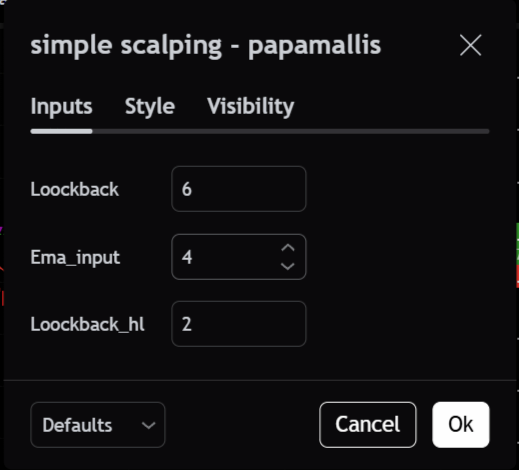 simple scalping - papamallis
Inputs Style Visibility
Loockback 6
Ema_input 4
Loockback_hl 2
Defaults Cancel Ok